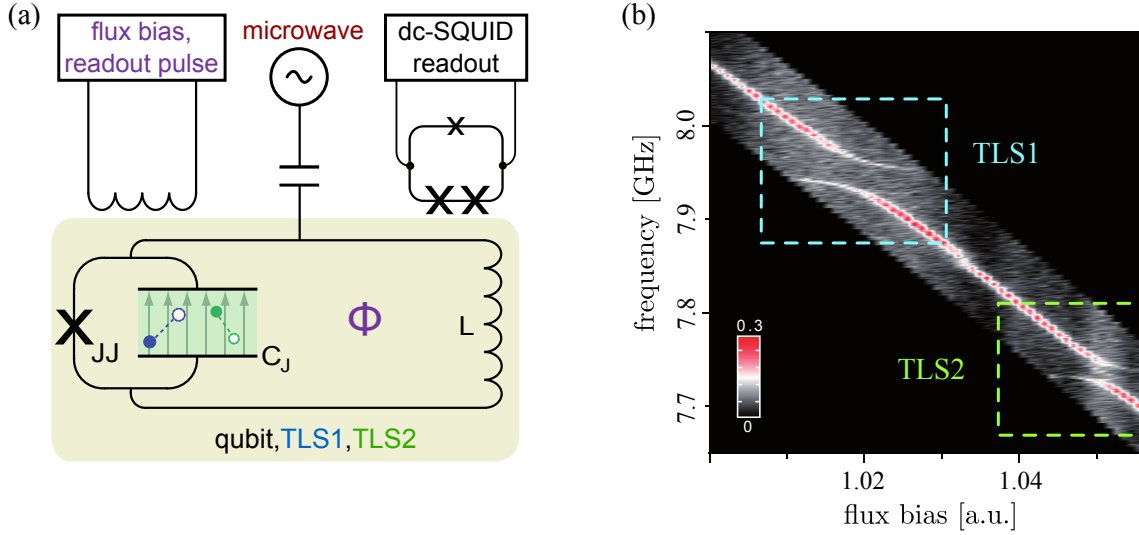 (a)
flux bias,
readout pulse
microwave
dc-SQUID
readout
JJ
C_J
Φ
L
qubit,TLS1,TLS2
(b)
frequency [GHz]
8.0
7.9
7.8
7.7
TLS1
TLS2
0.3
0
1.02
1.04
flux bias [a.u.]